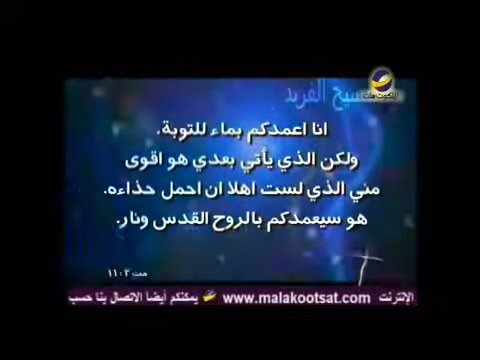 المسيح الفريد
انا اعمدكم بماء للتوبة.
ولكن الذي يأتي بعدي هو اقوى
مني الذي لست اهلا ان احمل حذاءه.
هو سيعمدكم بالروح القدس ونار.
مت ٣: ١١
الإنترنت www.malakootsat.com يمكنكم أيضا الاتصال بنا حسب